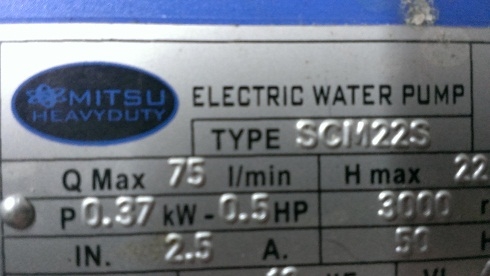 MITSU
HEAVYDUTY
ELECTRIC WATER PUMP
TYPE SCM22S
Q Max 75 l/min H max 22
P 0.37 kW - 0.5 HP 3000 r
IN. 2.5 A. 50 H